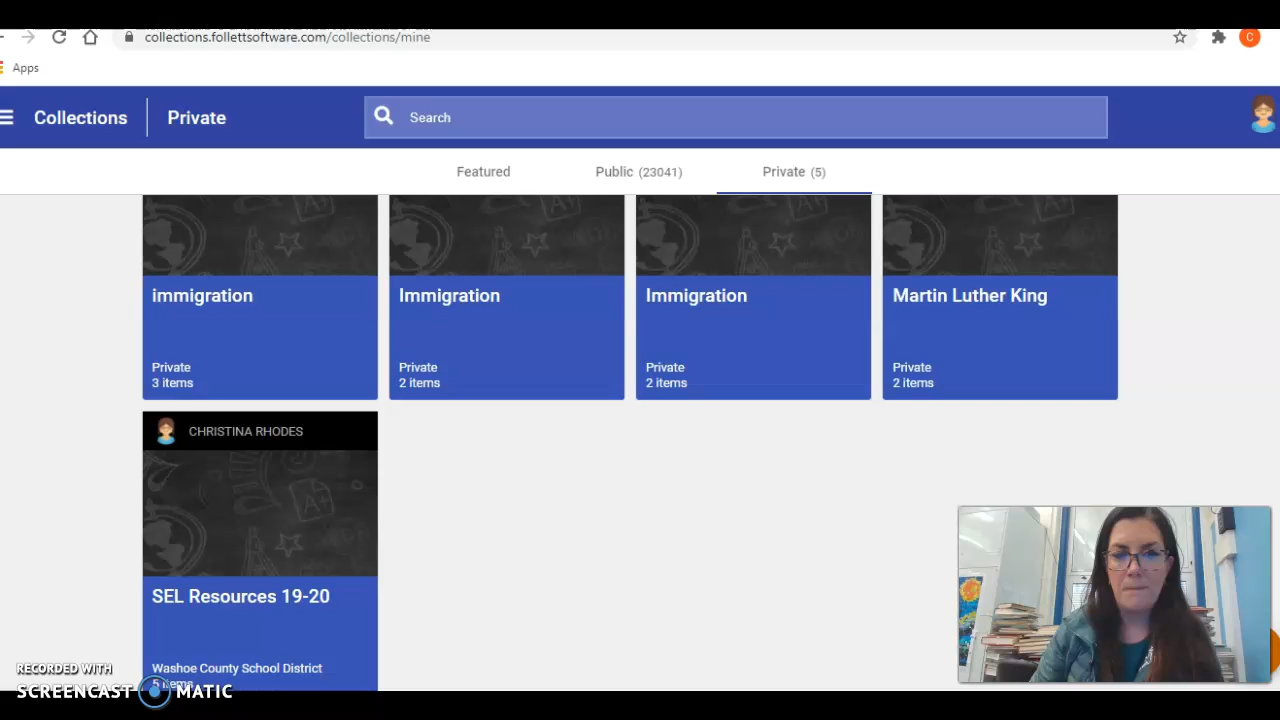 collections.follettsoftware.com/collections/mine
C
Apps
Collections Private
Search
Featured Public (23041) Private (5)
A+ A+ A+ A+
immigration Immigration Immigration Martin Luther King
Private Private Private Private
3 items 2 items 2 items 2 items
CHRISTINA RHODES
A+
SEL Resources 19-20
Washoe County School District
5 items
RECORDED WITH
SCREENCAST MATIC